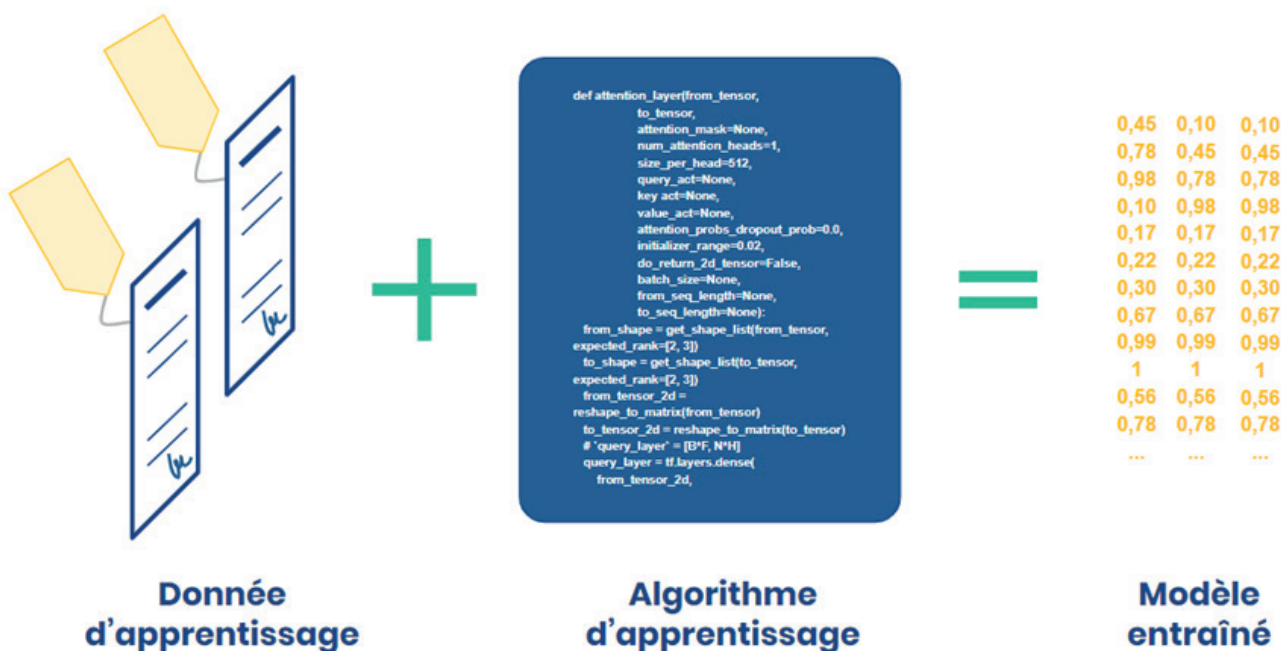 def attention_layer(from_tensor,
to_tensor,
attention_mask=None,
num_attention_heads=1,
size_per_head=512,
query_act=None,
key act=None,
value_act=None,
attention_probs_dropout_prob=0.0,
initializer_range=0.02,
do_return_2d_tensor=False,
batch_size=None,
from_seq_length=None,
to_seq_length=None):
from_shape = get_shape_list(from_tensor,
expected_rank=[2, 3])
to_shape = get_shape_list(to_tensor,
expected_rank=[2, 3])
from_tensor_2d =
reshape_to_matrix(from_tensor)
to_tensor_2d = reshape_to_matrix(to_tensor)
# `query_layer` = [B*F, N*H]
query_layer = tf.layers.dense(
from_tensor_2d,
0,45 0,10 0,10
0,78 0,45 0,45
0,98 0,78 0,78
0,10 0,98 0,98
0,17 0,17 0,17
0,22 0,22 0,22
0,30 0,30 0,30
0,67 0,67 0,67
0,99 0,99 0,99
1 1 1
0,56 0,56 0,56
0,78 0,78 0,78
... ... ...
Donnée
d'apprentissage
Algorithme
d'apprentissage
Modèle
entraîné